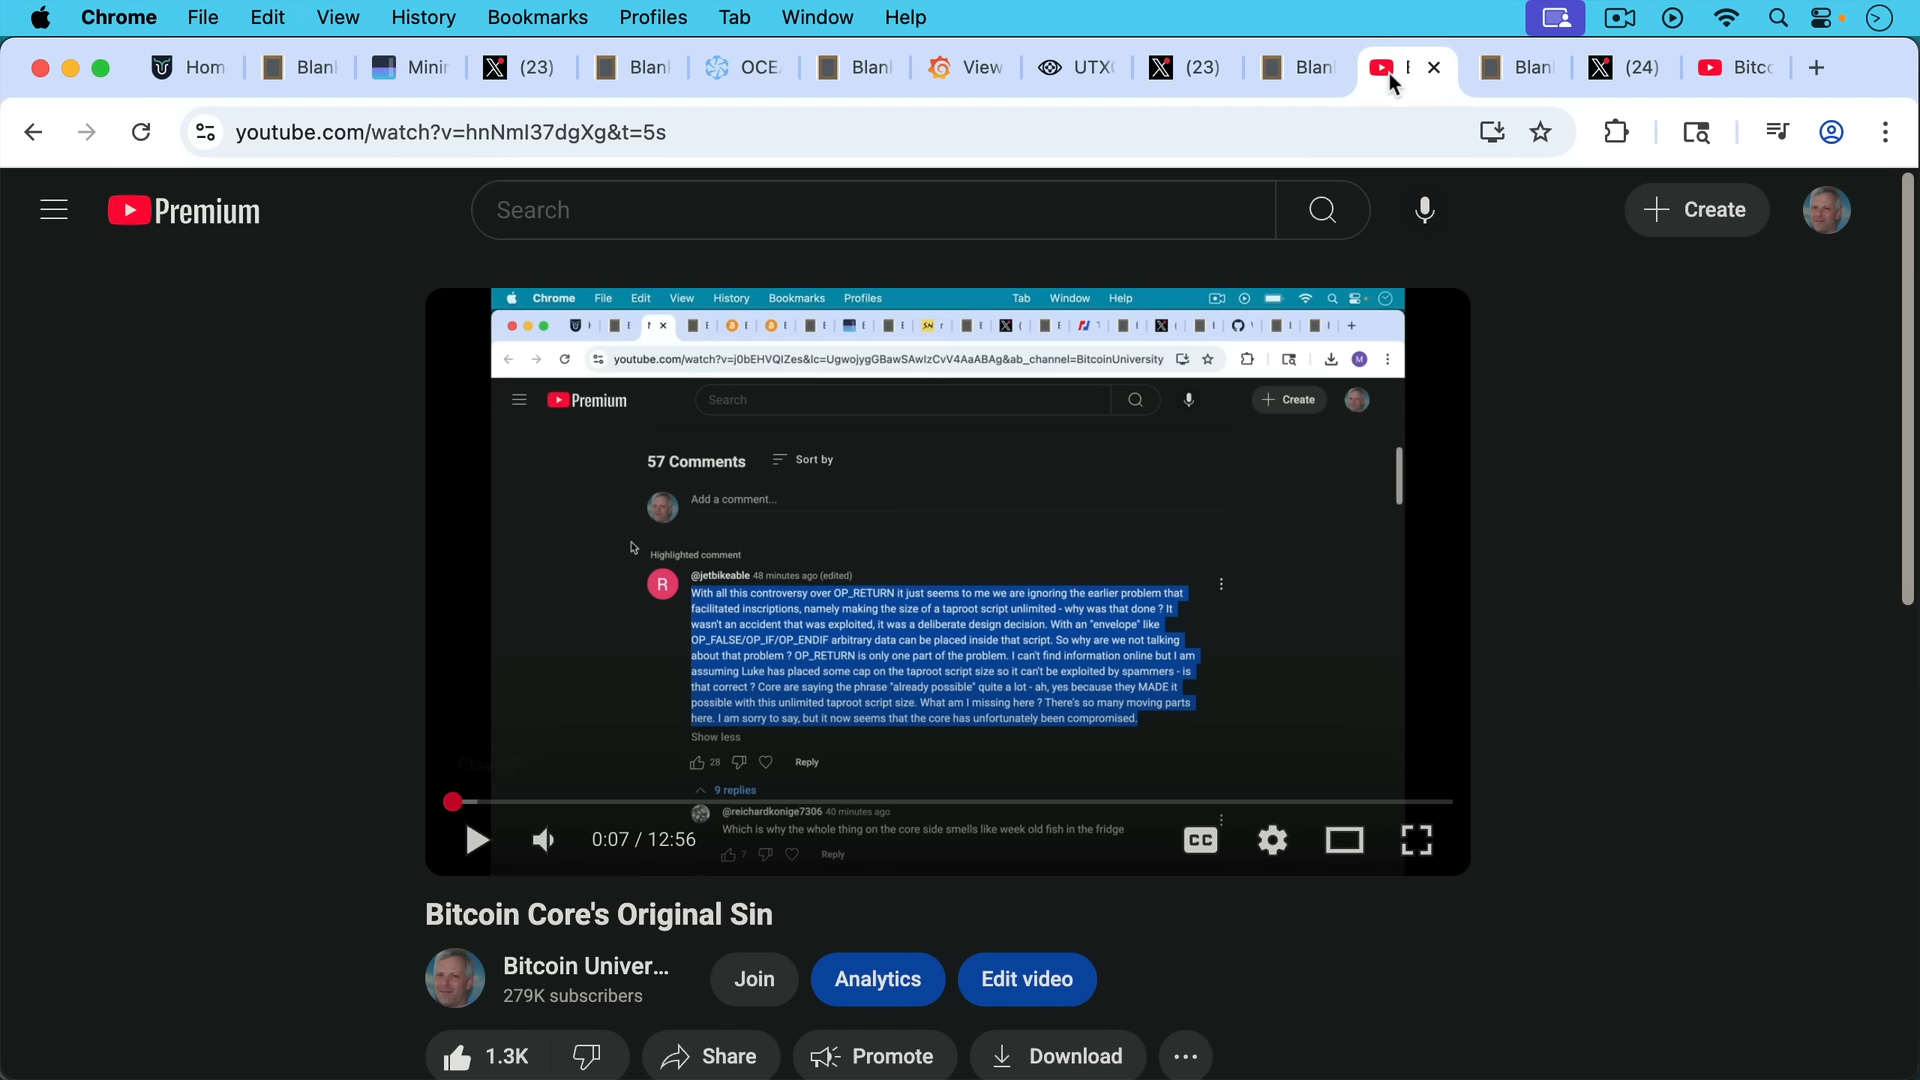 Chrome File Edit View History Bookmarks Profiles Tab Window Help
Hom Blan Minir (23) Blan OCEA Blan View UTXO (23) Blan Blan (24) Bitco
youtube.com/watch?v=hnNmI37dgXg&t=5s
Premium
Search
Create
Chrome File Edit View History Bookmarks Profiles Tab Window Help
youtube.com/watch?v=j0bEHVQIZes&lc=UgwojygGBawSAwIzCvV4AaABAg&ab_channel=BitcoinUniversity
M
Premium
Search
Create
57 Comments
Sort by
Add a comment...
Highlighted comment
R
@jetbikeable 48 minutes ago (edited)
With all this controversy over OP_RETURN it just seems to me we are ignoring the earlier problem that
facilitated inscriptions, namely making the size of a taproot script unlimited - why was that done ? It
wasn't an accident that was exploited, it was a deliberate design decision. With an "envelope" like
OP_FALSE/OP_IF/OP_ENDIF arbitrary data can be placed inside that script. So why are we not talking
about that problem ? OP_RETURN is only one part of the problem. I can't find information online but I am
assuming Luke has placed some cap on the taproot script size so it can't be exploited by spammers - is
that correct ? Core are saying the phrase "already possible" quite a lot - ah, yes because they MADE it
possible with this unlimited taproot script size. What am I missing here ? There's so many moving parts
here. I am sorry to say, but it now seems that the core has unfortunately been compromised.
Show less
28 Reply
9 replies
@reichardkonige7306 40 minutes ago
Which is why the whole thing on the core side smells like week old fish in the fridge
7 Reply
0:07 / 12:56
CC
Bitcoin Core's Original Sin
Bitcoin Univer...
279K subscribers
Join
Analytics
Edit video
1.3K
Share
Promote
Download